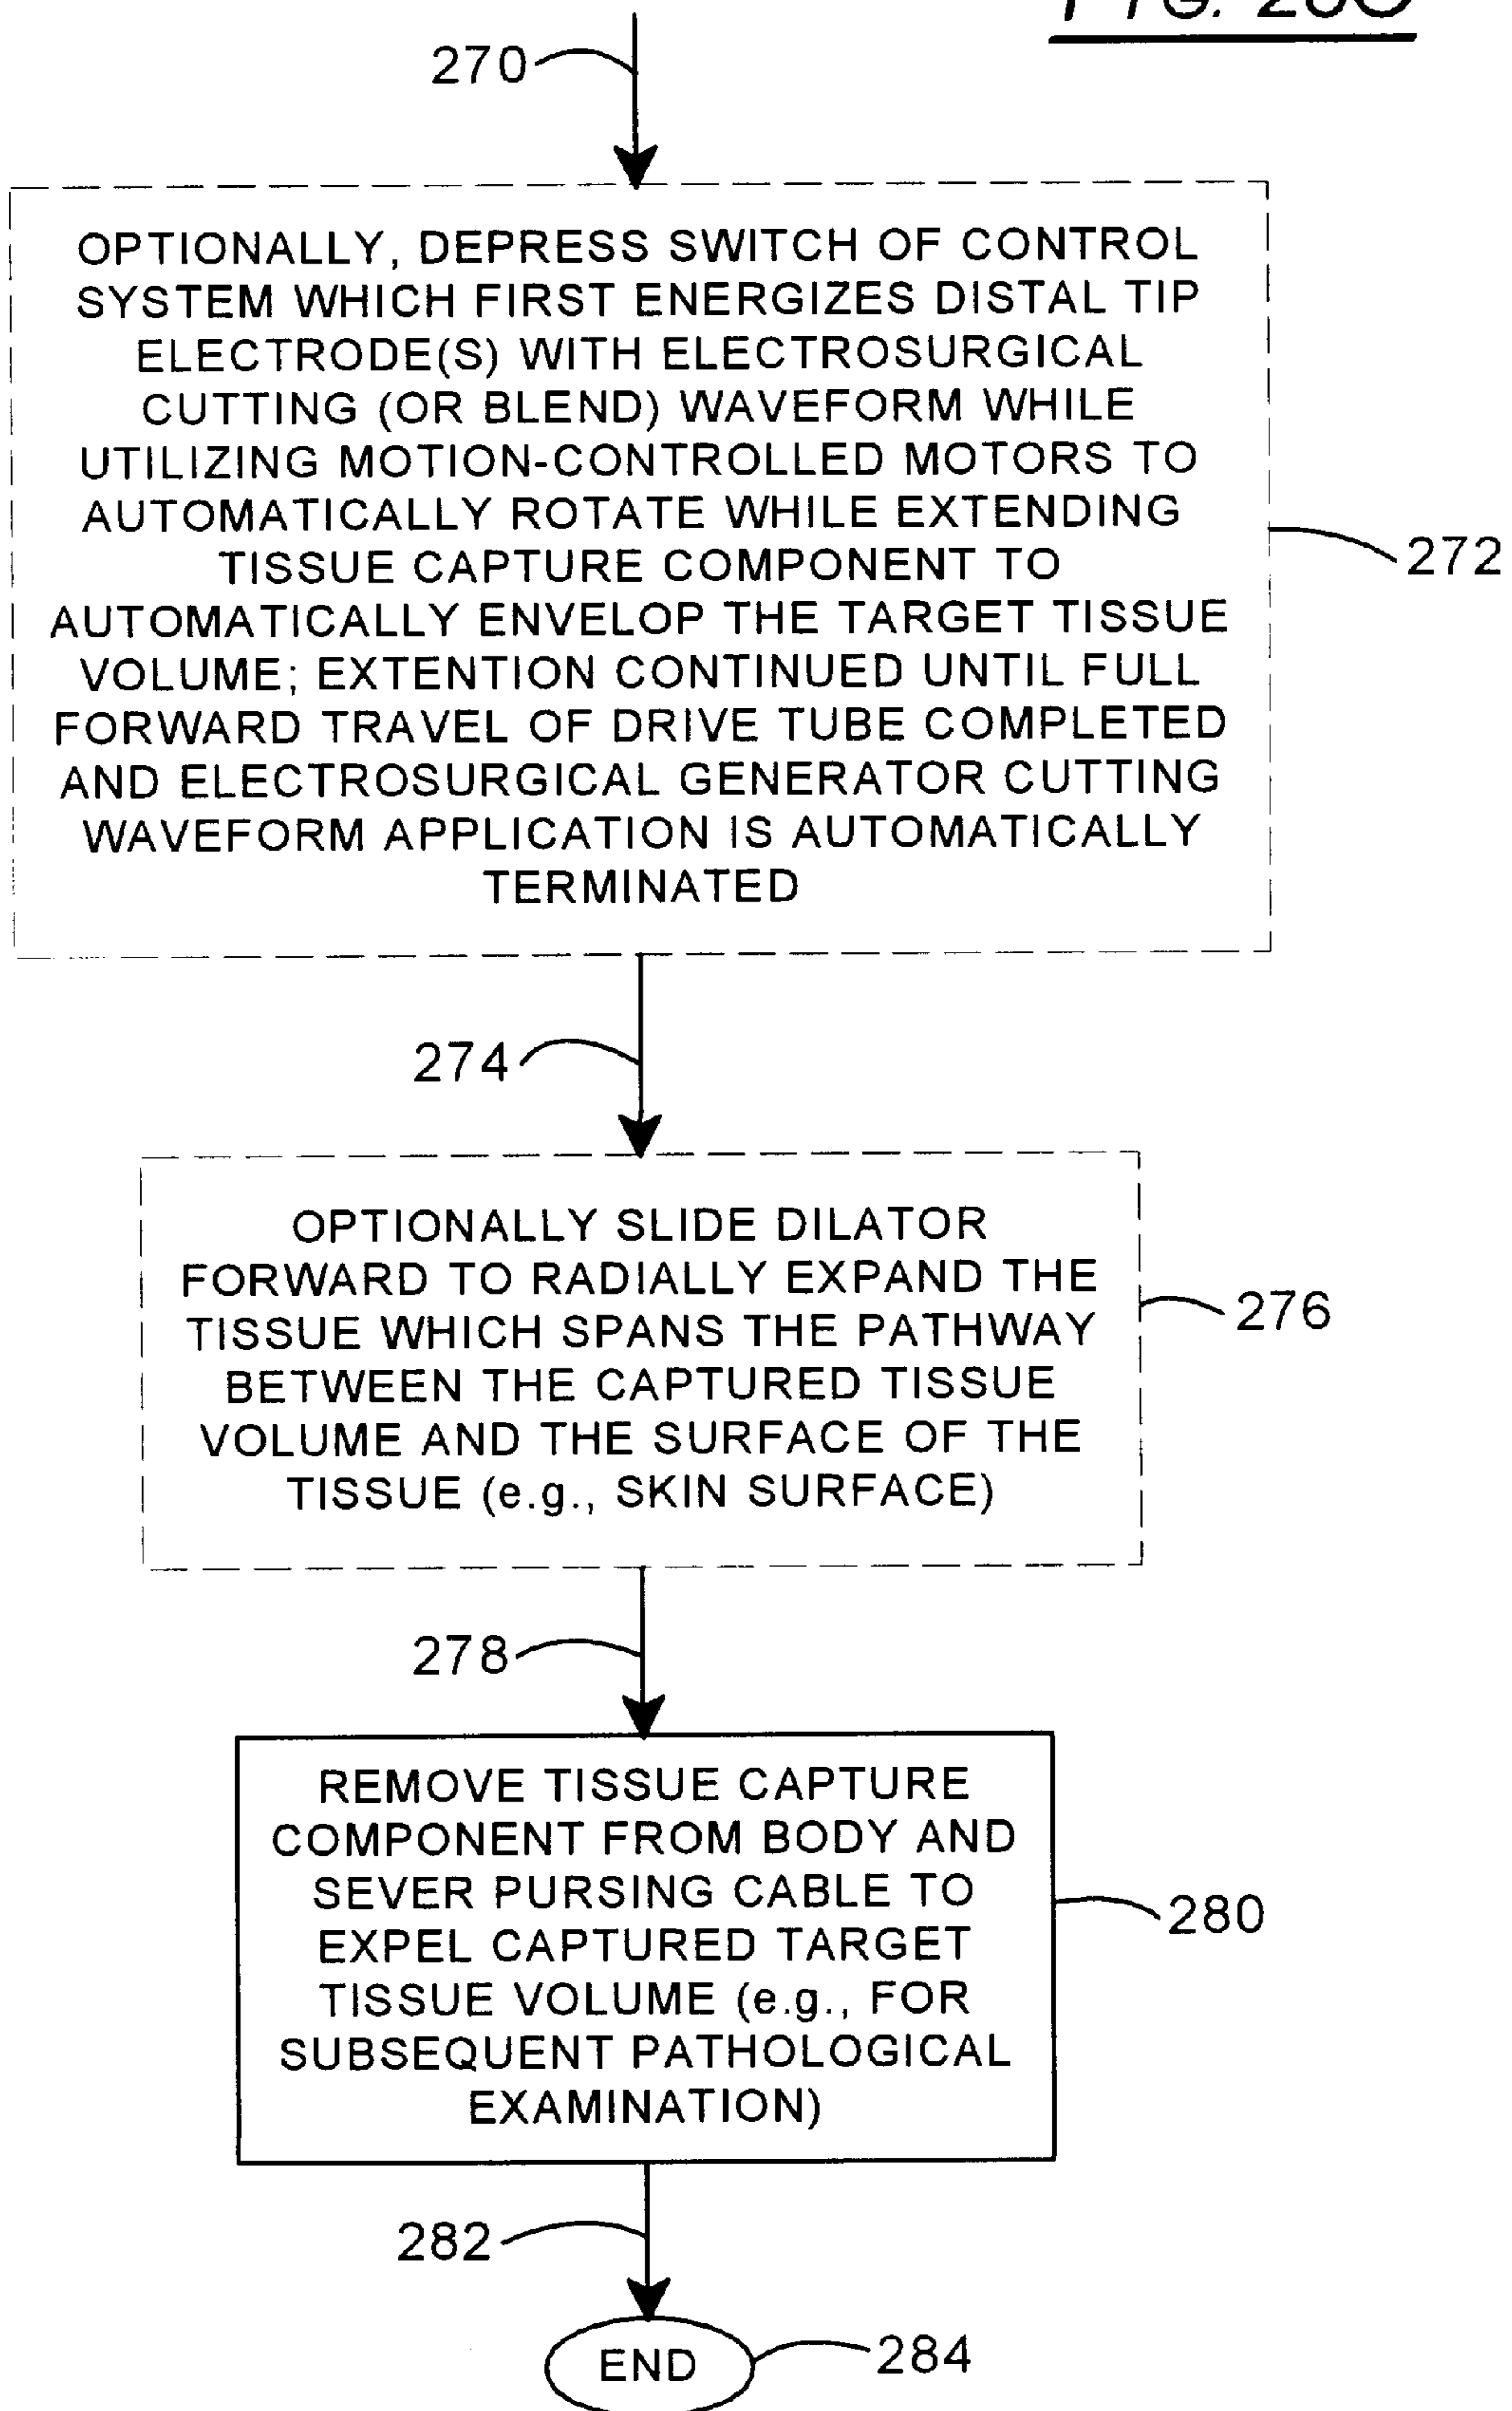 FIG. 20C
270
OPTIONALLY, DEPRESS SWITCH OF CONTROL
SYSTEM WHICH FIRST ENERGIZES DISTAL TIP
ELECTRODE(S) WITH ELECTROSURGICAL
CUTTING (OR BLEND) WAVEFORM WHILE
UTILIZING MOTION-CONTROLLED MOTORS TO
AUTOMATICALLY ROTATE WHILE EXTENDING
TISSUE CAPTURE COMPONENT TO
AUTOMATICALLY ENVELOP THE TARGET TISSUE
VOLUME; EXTENTION CONTINUED UNTIL FULL
FORWARD TRAVEL OF DRIVE TUBE COMPLETED
AND ELECTROSURGICAL GENERATOR CUTTING
WAVEFORM APPLICATION IS AUTOMATICALLY
TERMINATED
272
274
OPTIONALLY SLIDE DILATOR
FORWARD TO RADIALLY EXPAND THE
TISSUE WHICH SPANS THE PATHWAY
BETWEEN THE CAPTURED TISSUE
VOLUME AND THE SURFACE OF THE
TISSUE (e.g., SKIN SURFACE)
276
278
REMOVE TISSUE CAPTURE
COMPONENT FROM BODY AND
SEVER PURSING CABLE TO
EXPEL CAPTURED TARGET
TISSUE VOLUME (e.g., FOR
SUBSEQUENT PATHOLOGICAL
EXAMINATION)
280
282
END
284